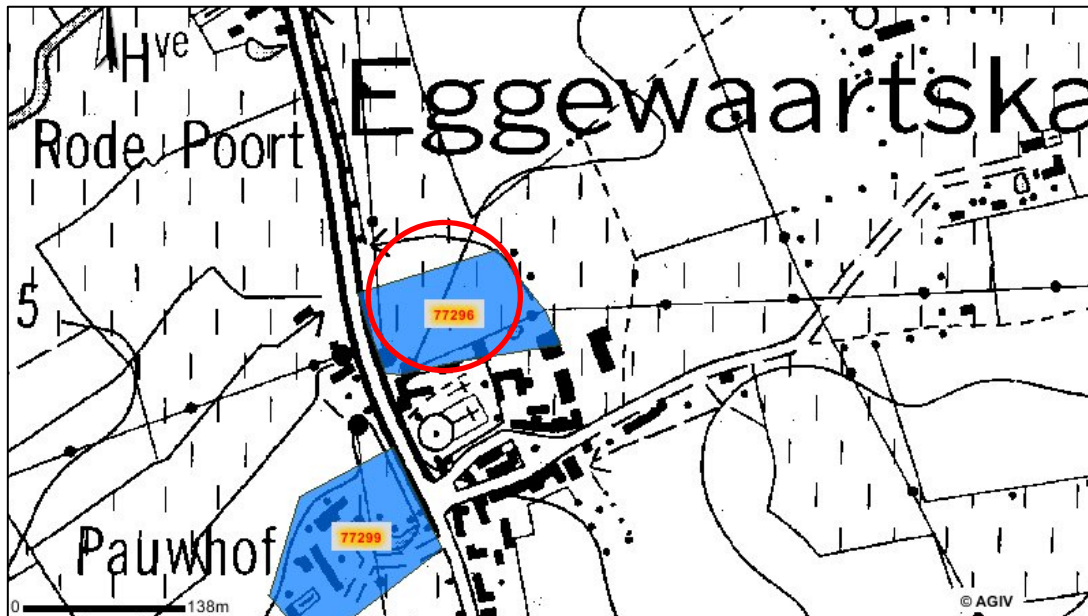 Hve
Eggewaartska
Rode Poort
5
77296
77299
Pauwhof
0 138m
© AGIV